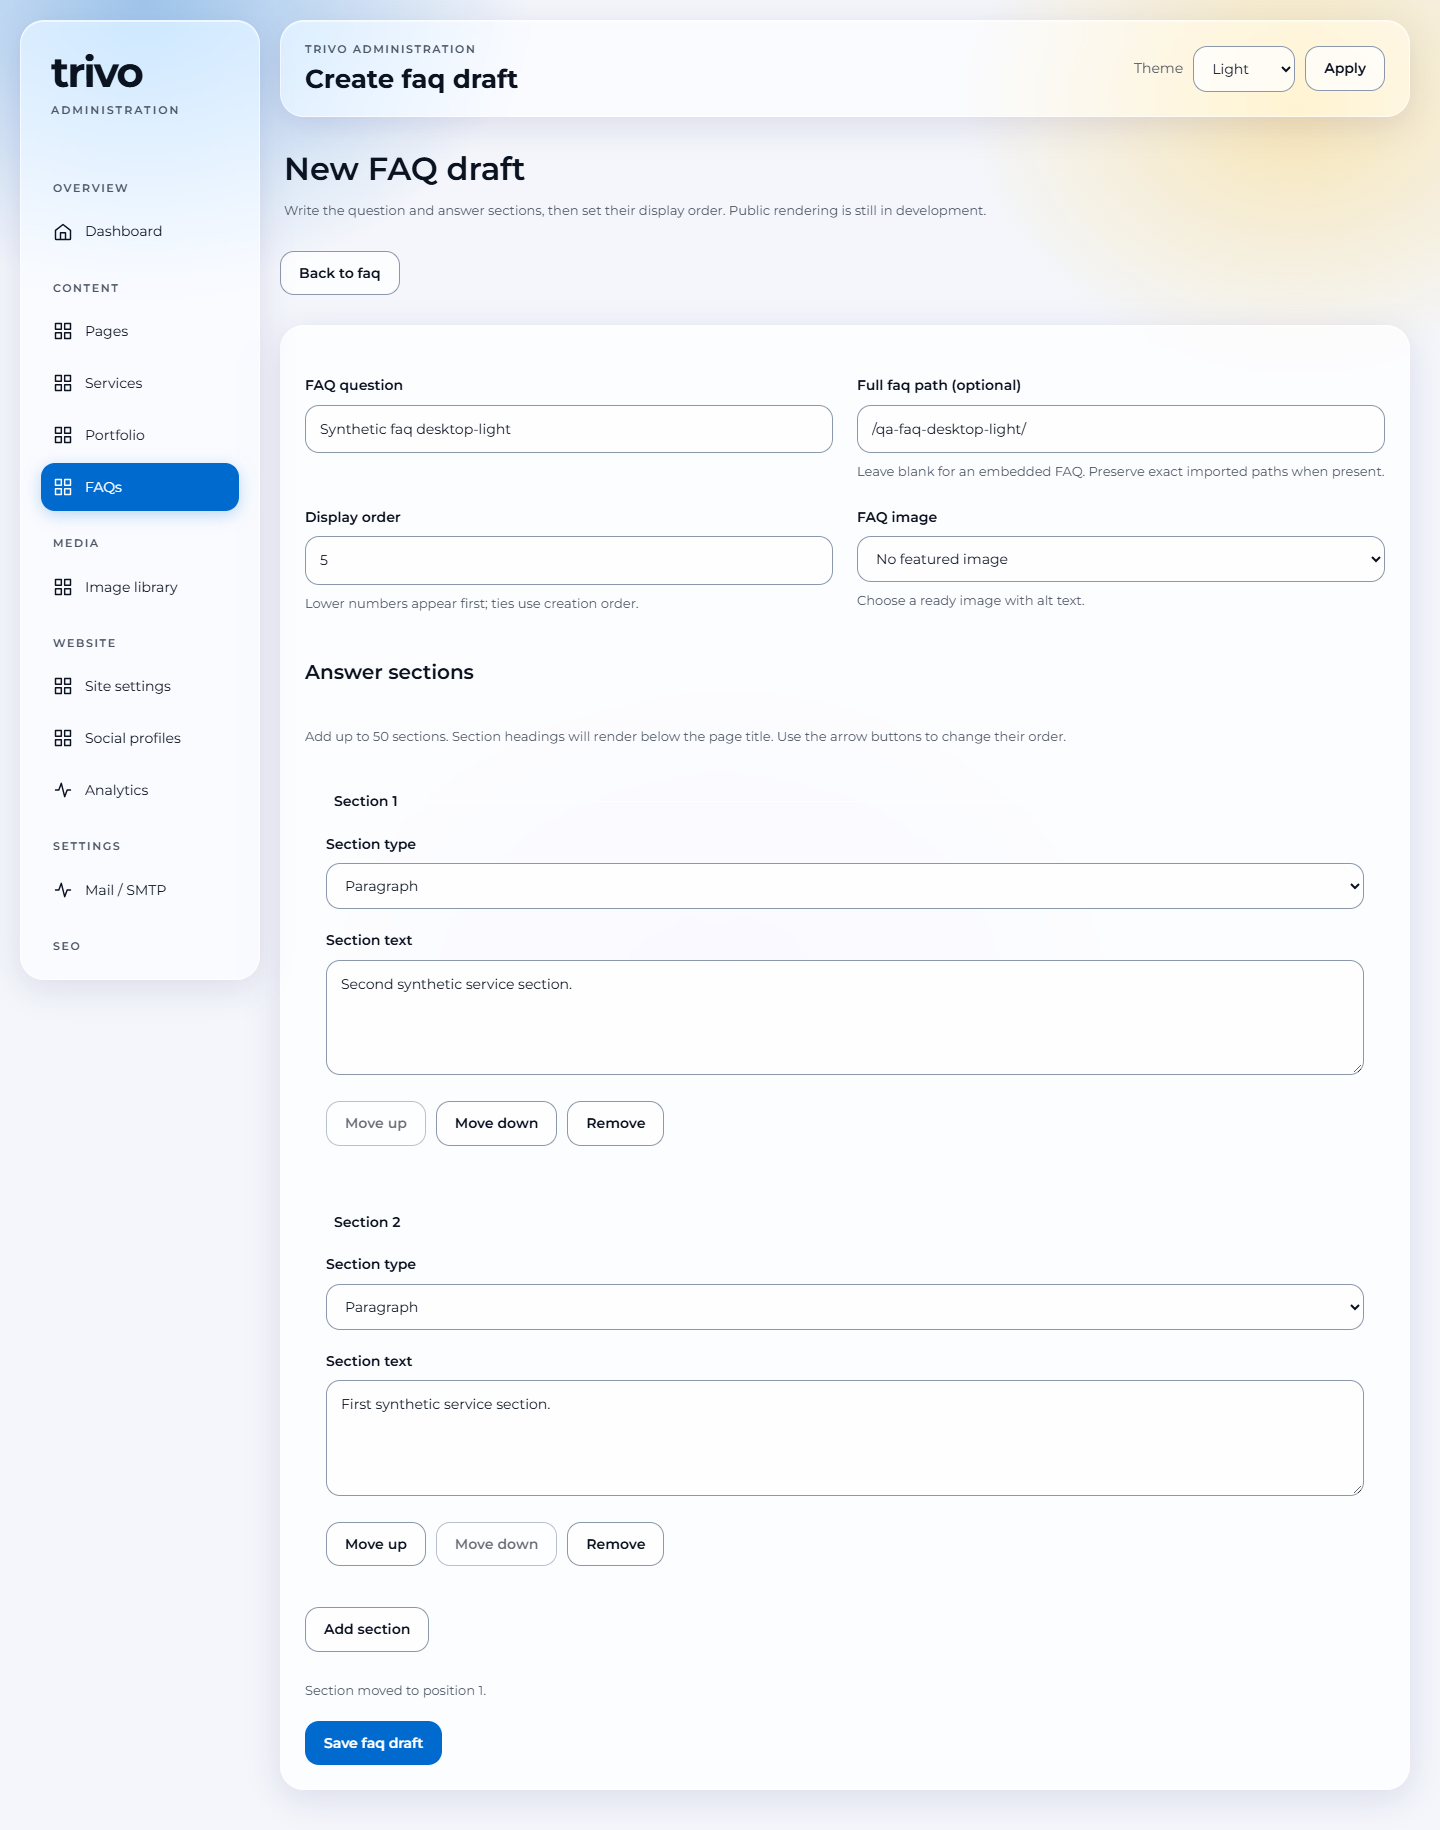 trivo
ADMINISTRATION
OVERVIEW
Dashboard
CONTENT
Pages
Services
Portfolio
FAQs
MEDIA
Image library
WEBSITE
Site settings
Social profiles
Analytics
SETTINGS
Mail / SMTP
SEO
TRIVO ADMINISTRATION
Create faq draft
Theme
Light
Apply
New FAQ draft
Write the question and answer sections, then set their display order. Public rendering is still in development.
Back to faq
FAQ question
Synthetic faq desktop-light
Full faq path (optional)
/qa-faq-desktop-light/
Leave blank for an embedded FAQ. Preserve exact imported paths when present.
Display order
5
Lower numbers appear first; ties use creation order.
FAQ image
No featured image
Choose a ready image with alt text.
Answer sections
Add up to 50 sections. Section headings will render below the page title. Use the arrow buttons to change their order.
Section 1
Section type
Paragraph
Section text
Second synthetic service section.
Move up
Move down
Remove
Section 2
Section type
Paragraph
Section text
First synthetic service section.
Move up
Move down
Remove
Add section
Section moved to position 1.
Save faq draft